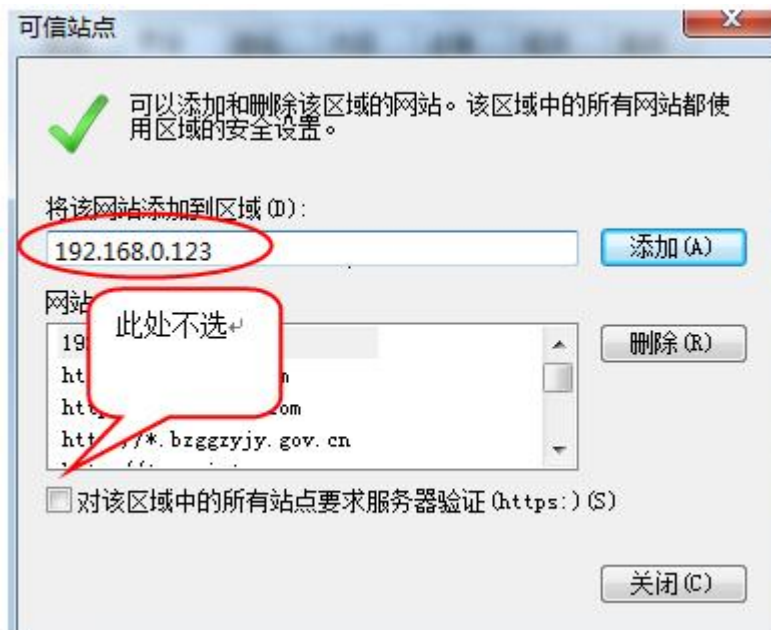 可信站点
可以添加和删除该区域的网站。该区域中的所有网站都使
用区域的安全设置。
将该网站添加到区域(D):
192.168.0.123
添加(A)
网站
此处不选
删除(R)
http://*.bzggzyjy.gov.cn
对该区域中的所有站点要求服务器验证(https:)(S)
关闭(C)